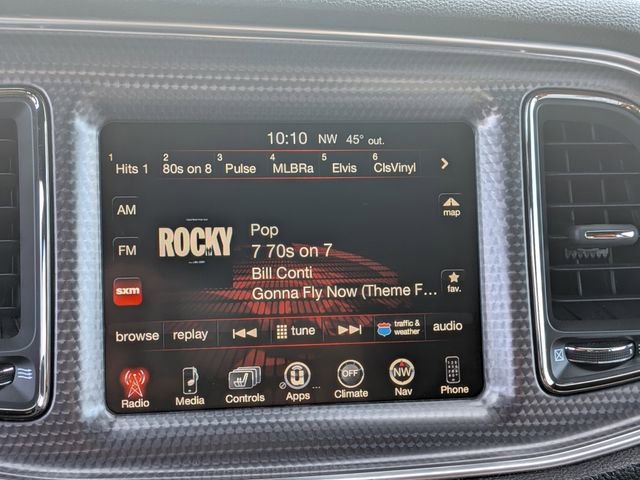 10:10 NW 45° out.
1 Hits 1 2 80s on 8 3 Pulse 4 MLBRa 5 Elvis 6 ClsVinyl
AM
map
Pop
ROCKY
7 70s on 7
FM
Bill Conti
sxm
Gonna Fly Now (Theme F...
fav.
browse replay tune traffic & weather audio
OFF NW
Radio Media Controls Apps Climate Nav Phone